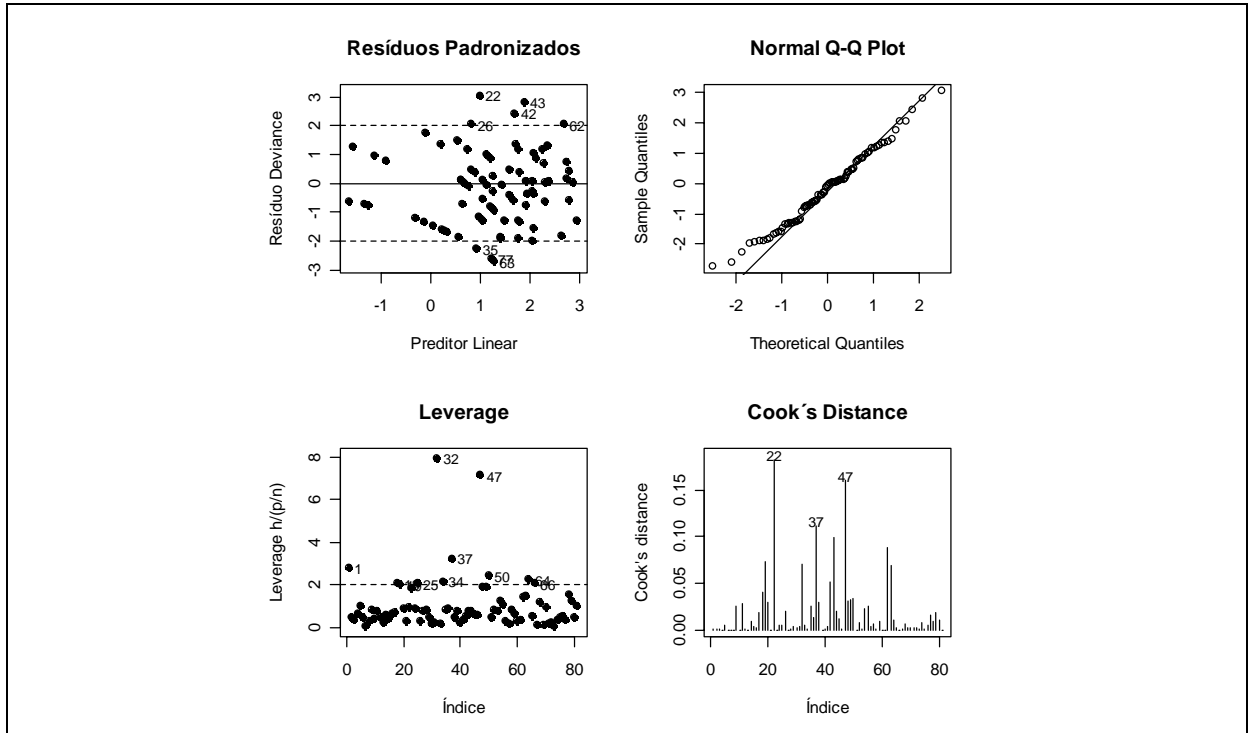 Resíduos Padronizados
Resíduo Deviance
3
2
1
0
-1
-2
-3
22
43
42
26
62
35
-1 0 1 2 3
Preditor Linear
Normal Q-Q Plot
Sample Quantiles
3
2
1
0
-1
-2
-2 -1 0 1 2
Theoretical Quantiles
Leverage
Leverage h/(p/n)
8
6
4
2
0
32
47
37
1
50
25
34
0 20 40 60 80
Índice
Cook´s Distance
Cook's distance
0.15
0.10
0.05
0.00
22
47
37
0 20 40 60 80
Índice